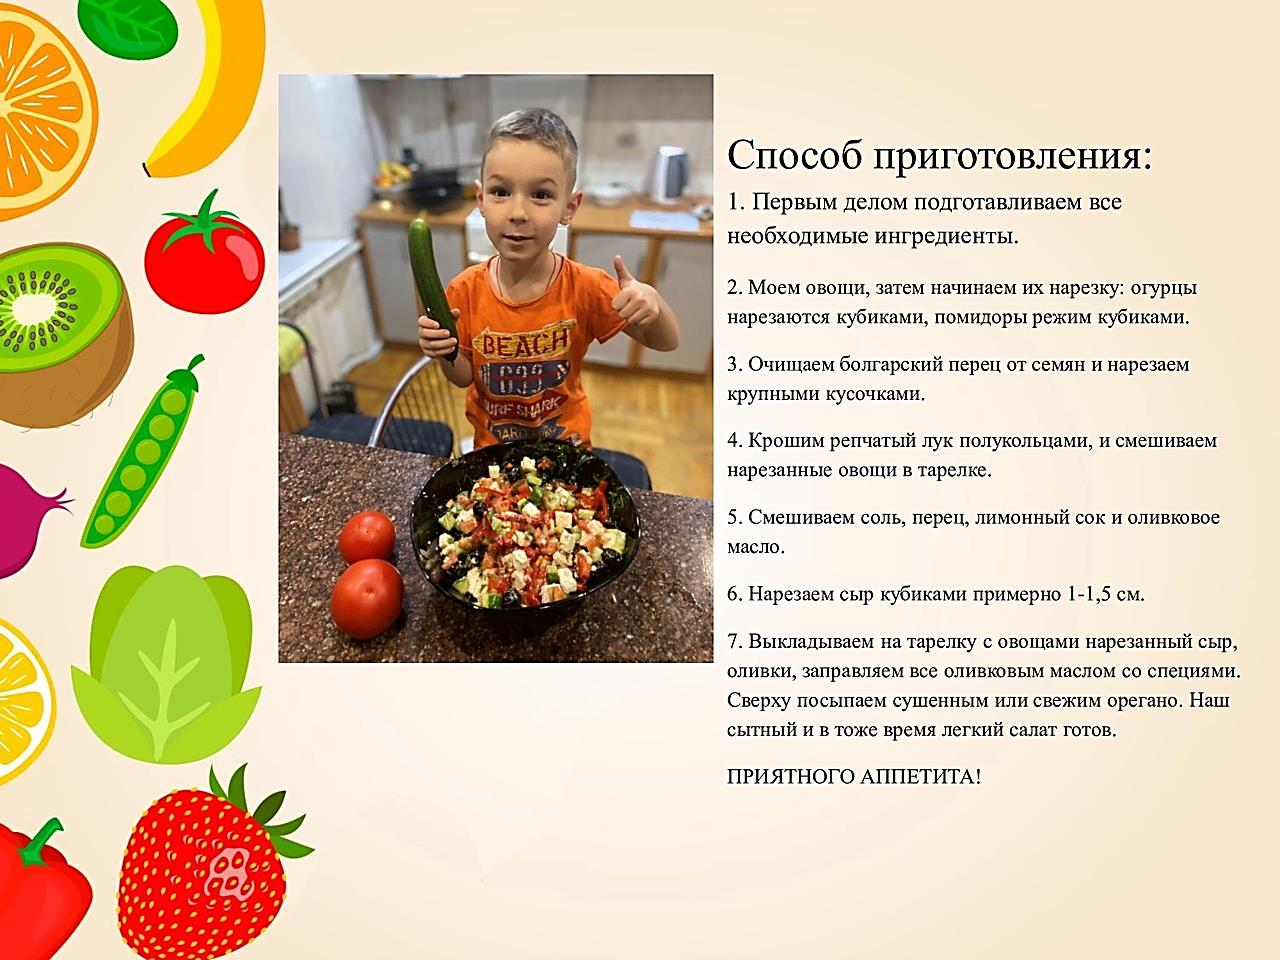 BEACH
639
SURF SHARK
Способ приготовления:
1. Первым делом подготавливаем все
необходимые ингредиенты.
2. Моем овощи, затем начинаем их нарезку: огурцы
нарезаются кубиками, помидоры режим кубиками.
3. Очищаем болгарский перец от семян и нарезаем
крупными кусочками.
4. Крошим репчатый лук полукольцами, и смешиваем
нарезанные овощи в тарелке.
5. Смешиваем соль, перец, лимонный сок и оливковое
масло.
6. Нарезаем сыр кубиками примерно 1-1,5 см.
7. Выкладываем на тарелку с овощами нарезанный сыр,
оливки, заправляем все оливковым маслом со специями.
Сверху посыпаем сушенным или свежим орегано. Наш
сытный и в тоже время легкий салат готов.
ПРИЯТНОГО АППЕТИТА!